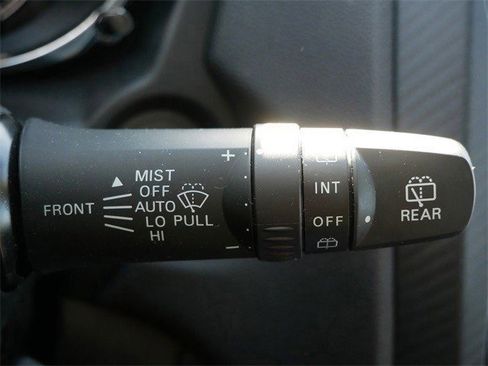 MIST
OFF
FRONT AUTO
LO PULL
HI
+
−
INT
OFF
REAR